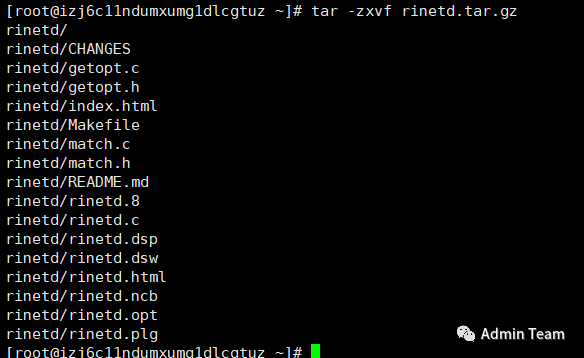 [root@izj6c11ndumxumg1dlcgtuz ~]# tar -zxvf rinetd.tar.gz
rinetd/
rinetd/CHANGES
rinetd/getopt.c
rinetd/getopt.h
rinetd/index.html
rinetd/Makefile
rinetd/match.c
rinetd/match.h
rinetd/README.md
rinetd/rinetd.8
rinetd/rinetd.c
rinetd/rinetd.dsp
rinetd/rinetd.dsw
rinetd/rinetd.html
rinetd/rinetd.ncb
rinetd/rinetd.opt
rinetd/rinetd.plg
Admin Team
[root@izj6c11ndumxumg1dlcgtuz ~]#